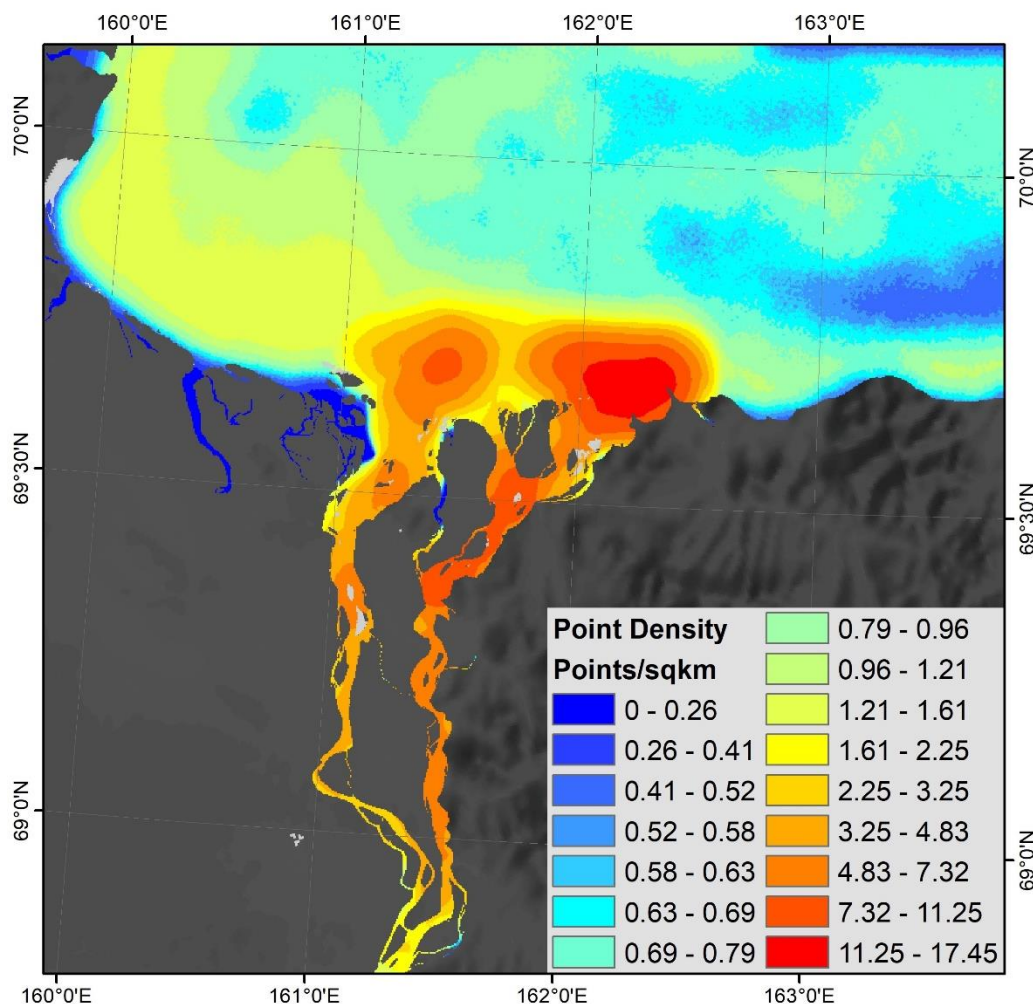 160°0'E 161°0'E 162°0'E 163°0'E
70°0'N
70°0'N
69°30'N
69°30'N
69°0'N
69°0'N
Point Density
Points/sqkm
0 - 0.26
0.26 - 0.41
0.41 - 0.52
0.52 - 0.58
0.58 - 0.63
0.63 - 0.69
0.69 - 0.79
0.79 - 0.96
0.96 - 1.21
1.21 - 1.61
1.61 - 2.25
2.25 - 3.25
3.25 - 4.83
4.83 - 7.32
7.32 - 11.25
11.25 - 17.45
160°0'E 161°0'E 162°0'E 163°0'E